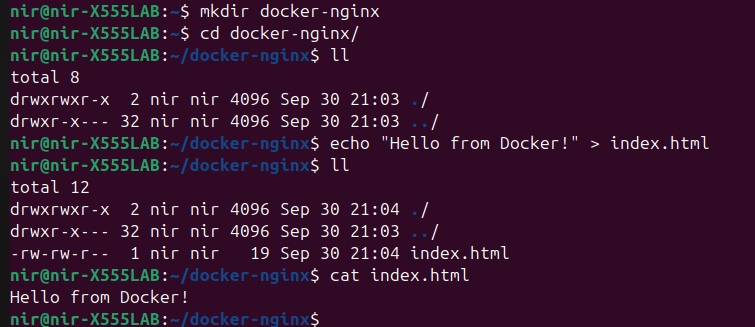 nir@nir-X555LAB:~$ mkdir docker-nginx
nir@nir-X555LAB:~$ cd docker-nginx/
nir@nir-X555LAB:~/docker-nginx$ ll
total 8
drwxrwxr-x  2 nir nir 4096 Sep 30 21:03 ./
drwxr-x--- 32 nir nir 4096 Sep 30 21:03 ../
nir@nir-X555LAB:~/docker-nginx$ echo "Hello from Docker!" > index.html
nir@nir-X555LAB:~/docker-nginx$ ll
total 12
drwxrwxr-x  2 nir nir 4096 Sep 30 21:04 ./
drwxr-x--- 32 nir nir 4096 Sep 30 21:03 ../
-rw-rw-r--  1 nir nir   19 Sep 30 21:04 index.html
nir@nir-X555LAB:~/docker-nginx$ cat index.html
Hello from Docker!
nir@nir-X555LAB:~/docker-nginx$